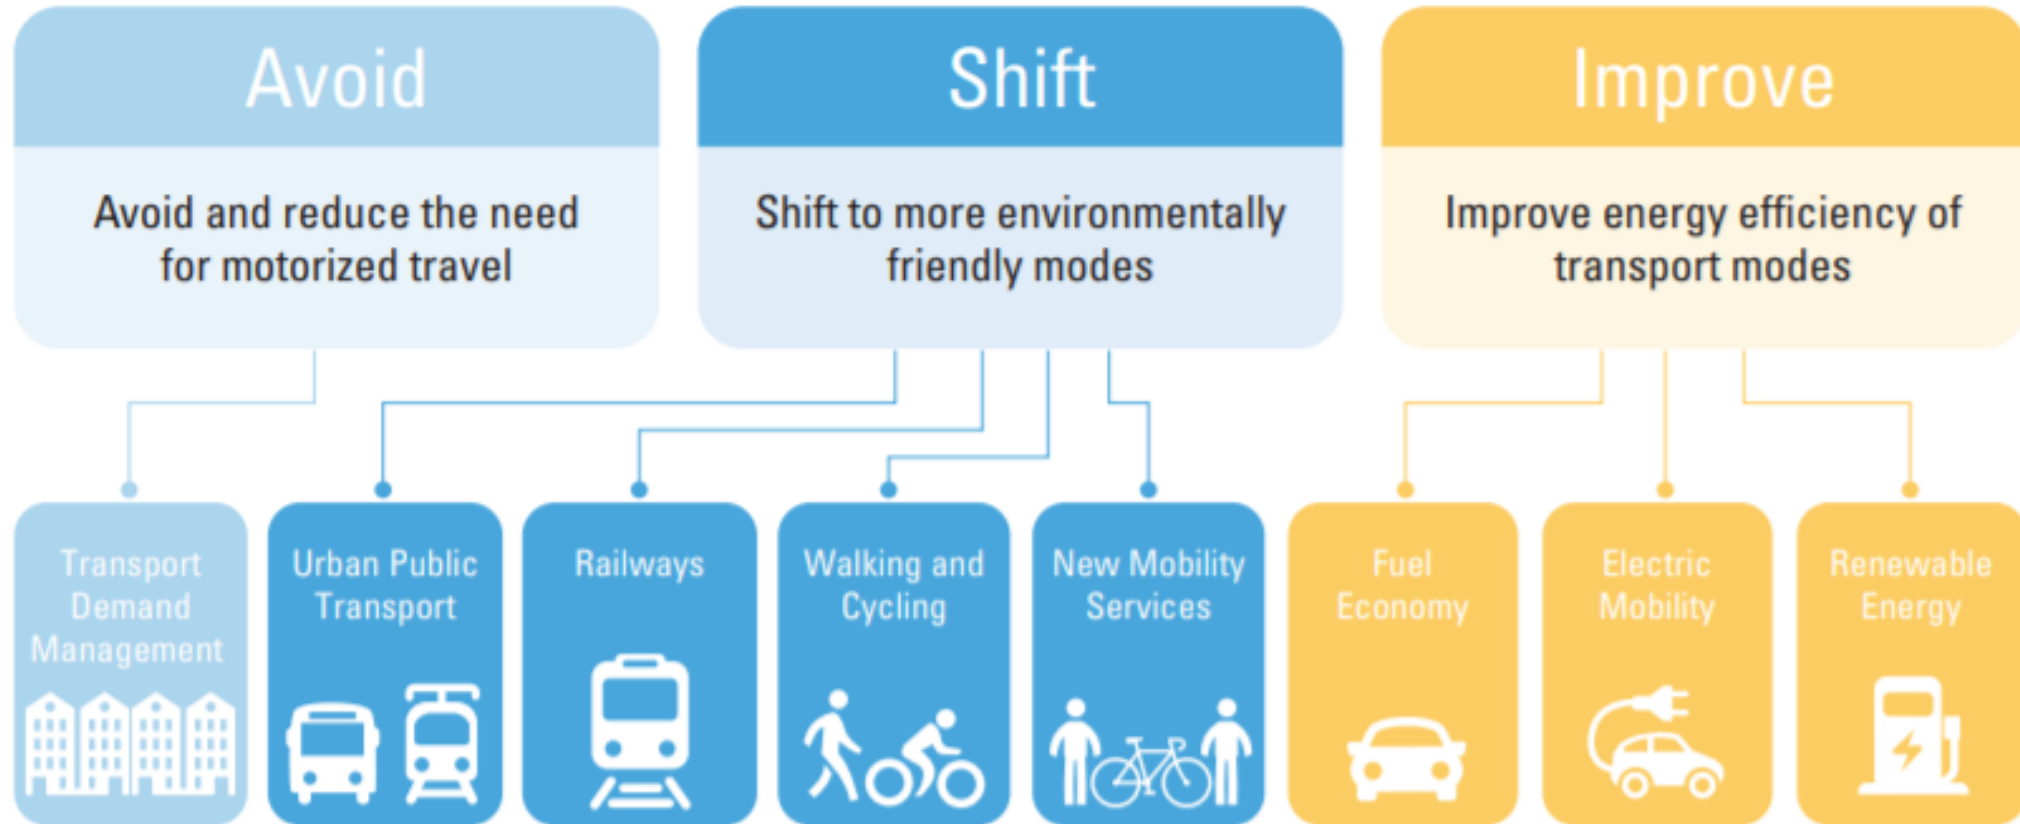 Avoid
Avoid and reduce the need
for motorized travel
Shift
Shift to more environmentally
friendly modes
Improve
Improve energy efficiency of
transport modes
Transport
Demand
Management
Urban Public
Transport
Railways
Walking and
Cycling
New Mobility
Services
Fuel
Economy
Electric
Mobility
Renewable
Energy